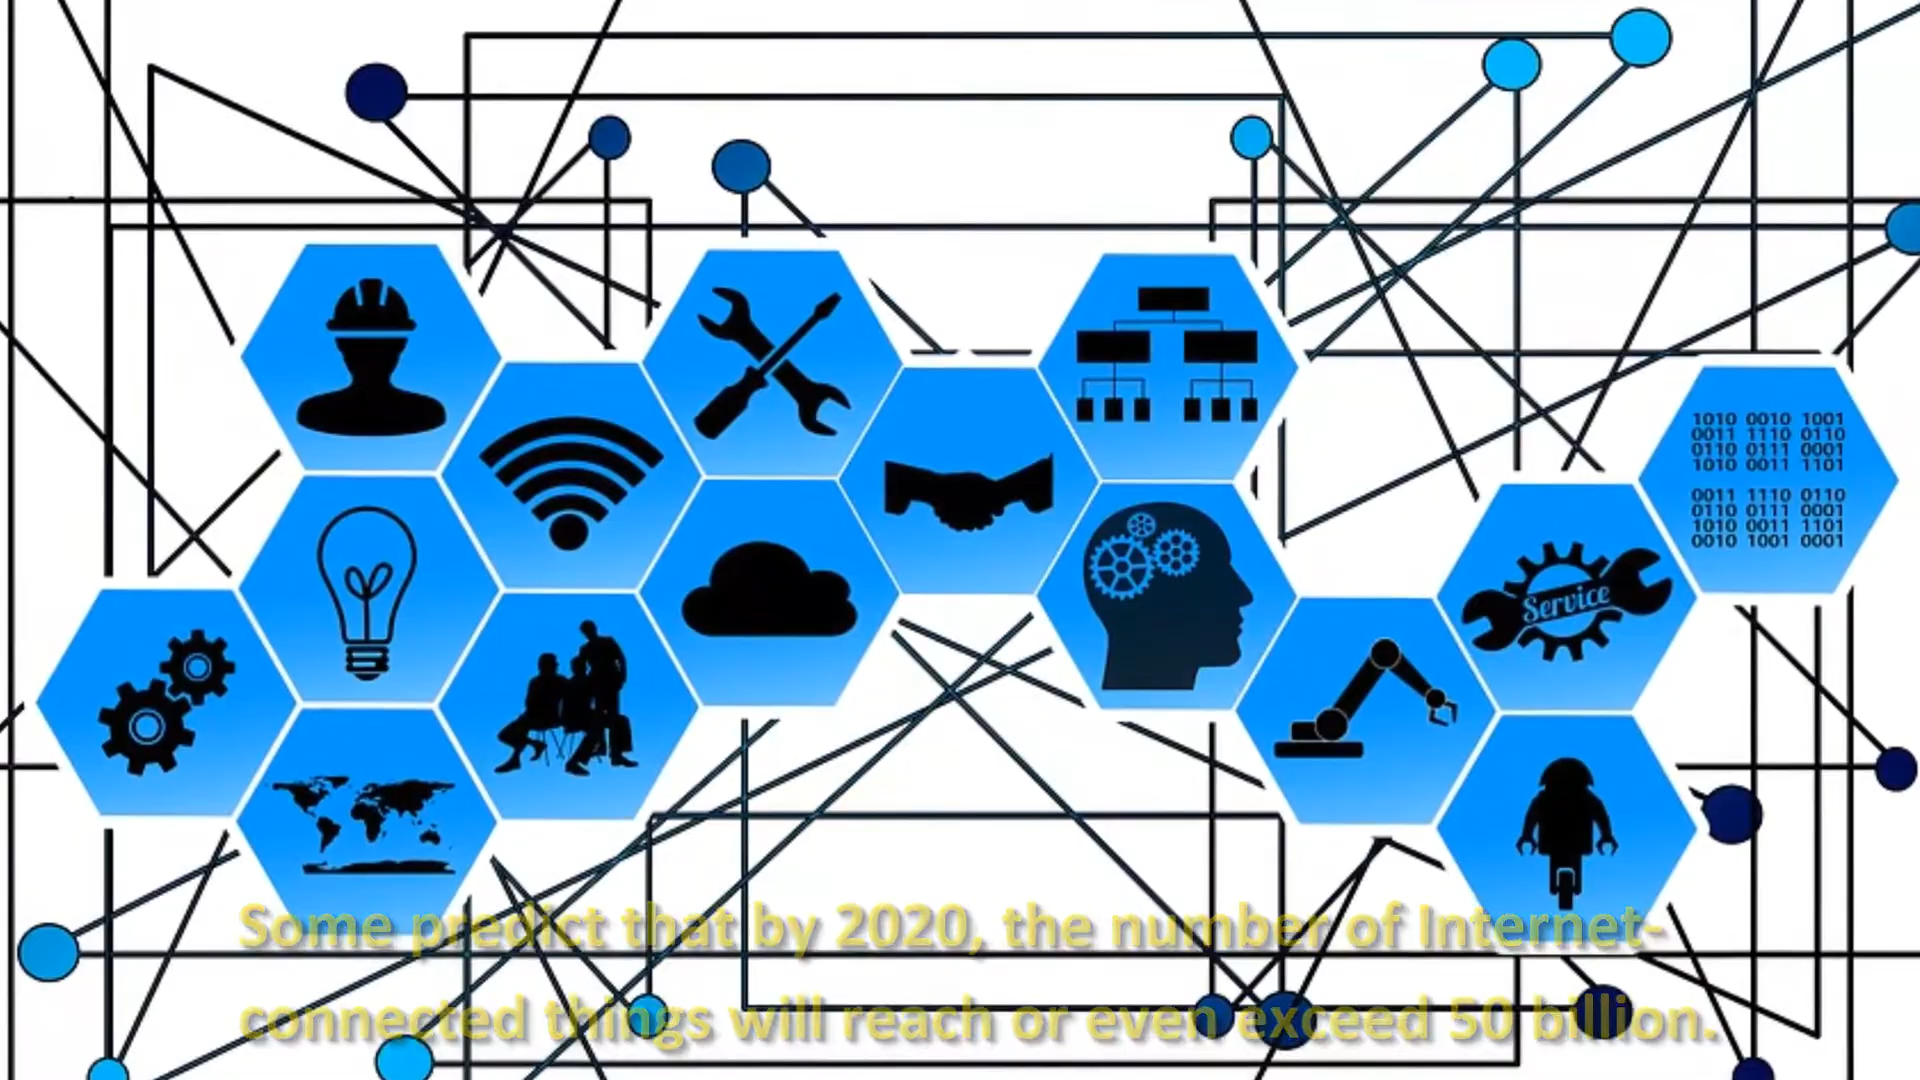 1010 0010 1001
0011 1110 0110
0110 0111 0001
1010 0011 1101
0011 1110 0110
0110 0111 0001
1010 0011 1101
0010 1001 0001
Service
Some predict that by 2020, the number of Internet-
connected things will reach or even exceed 50 billion.